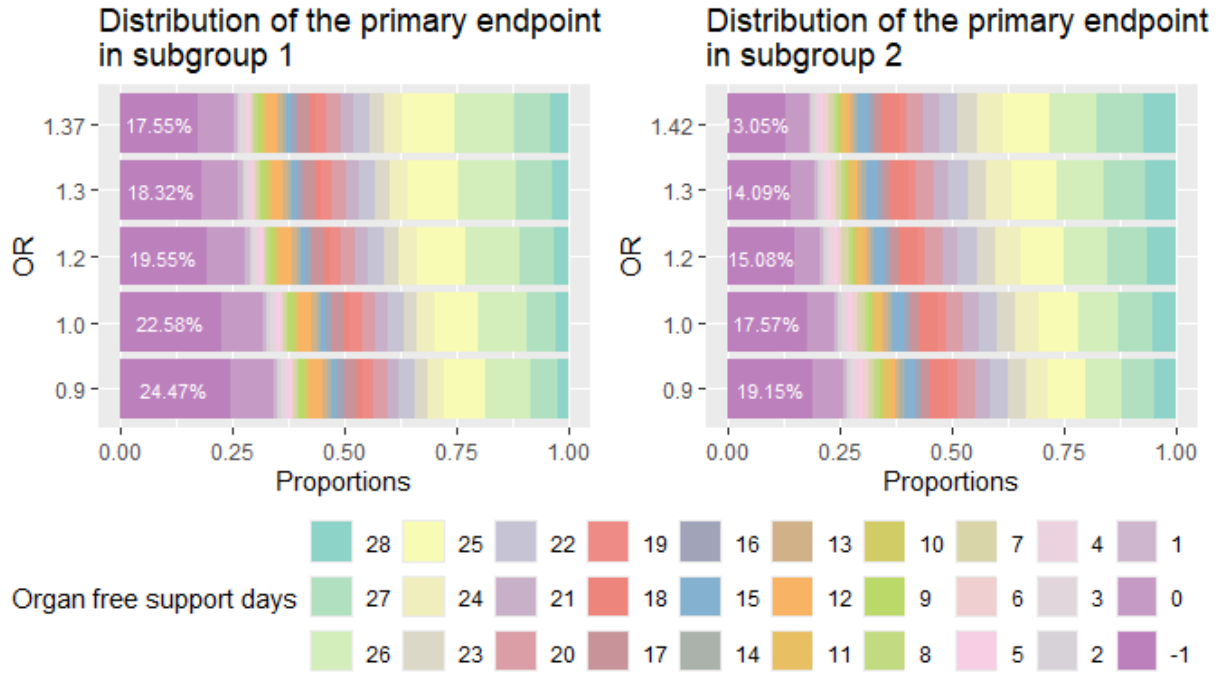 Distribution of the primary endpoint
in subgroup 1
OR
1.37
17.55%
1.3
18.32%
1.2
19.55%
1.0
22.58%
0.9
24.47%
0.00 0.25 0.50 0.75 1.00
Proportions
Distribution of the primary endpoint
in subgroup 2
OR
1.42
13.05%
1.3
14.09%
1.2
15.08%
1.0
17.57%
0.9
19.15%
0.00 0.25 0.50 0.75 1.00
Proportions
Organ free support days
28 25 22 19 16 13 10 7 4 1
27 24 21 18 15 12 9 6 3 0
26 23 20 17 14 11 8 5 2 -1